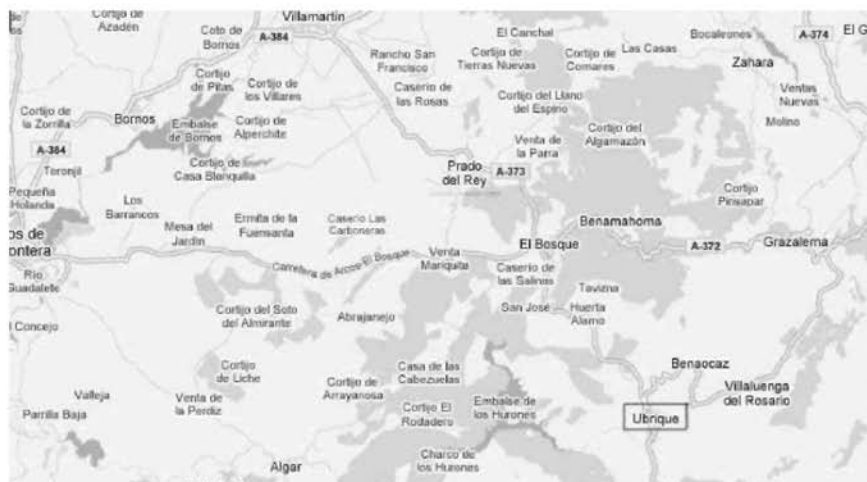 Cortijo de
Azadén
Coto de
Bornos
Villamartín
A-384
El Canchal
Rancho San
Francisco
Cortijo de
Tierras Nuevas
Cortijo de
Comares
Las Casas
Bocaleones
A-374
El G
Zahara
Cortijo
de Pitas
Cortijo de
los Villares
Caserío de
las Rosas
Cortijo del Llano
del Espino
Ventas
Nuevas
Molino
Cortijo de
la Zorrilla
Bornos
Embalse
de Bornos
Cortijo de
Alperchite
Cortijo del
Algamazón
A-384
Toronjil
Cortijo de
Casa Blanquilla
Venta de
la Parra
Prado
del Rey
A-373
Pequeña
Holanda
Los
Barrancos
Cortijo
Pinsapar
Mesa del
Jardín
Ermita de la
Fuensanta
Caserío Las
Carboneras
Benamahoma
os de
ontera
El Bosque
A-372
Grazalema
Carretera de Arcos El Bosque
Venta
Mariquita
Caserío de
las Salinas
Río
Guadalete
Tavizna
San José
Huerta
Alamo
Cortijo del Soto
del Almirante
Abrajanejo
l Concejo
Benaocaz
Cortijo
de Liche
Casa de las
Cabezuelas
Cortijo de
Arrayanosa
Villaluenga
del Rosario
Valleja
Venta de
la Perdiz
Embalse de
los Hurones
Parrilla Baja
Cortijo El
Rodadero
Ubrique
Algar
Charco de
los Hurones